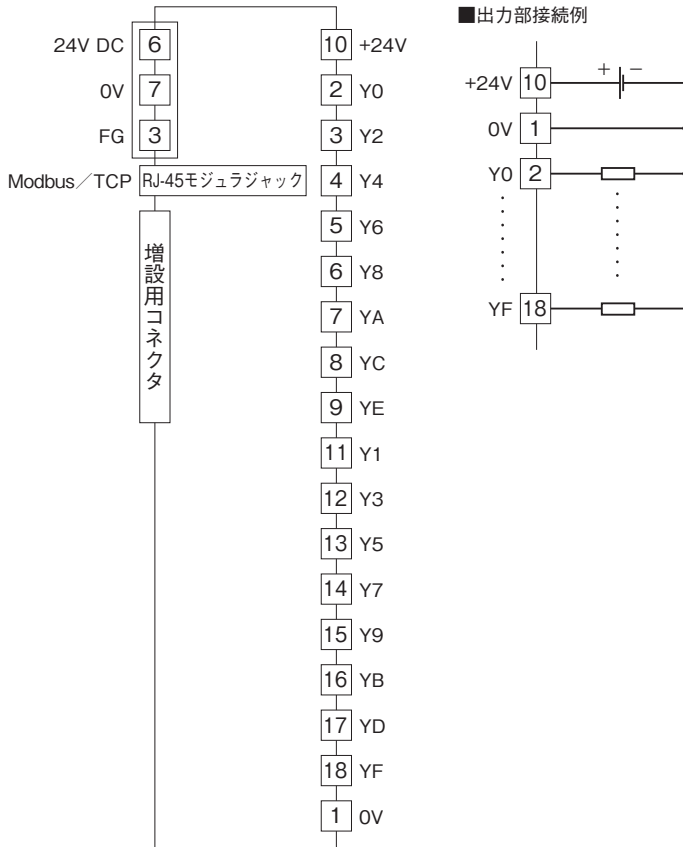 24V DC 6
0V 7
FG 3
Modbus／TCP RJ-45モジュラジャック
増設用コネクタ
10 +24V
2 Y0
3 Y2
4 Y4
5 Y6
6 Y8
7 YA
8 YC
9 YE
11 Y1
12 Y3
13 Y5
14 Y7
15 Y9
16 YB
17 YD
18 YF
1 0V
■出力部接続例
+24V 10 + −
0V 1
Y0 2
YF 18